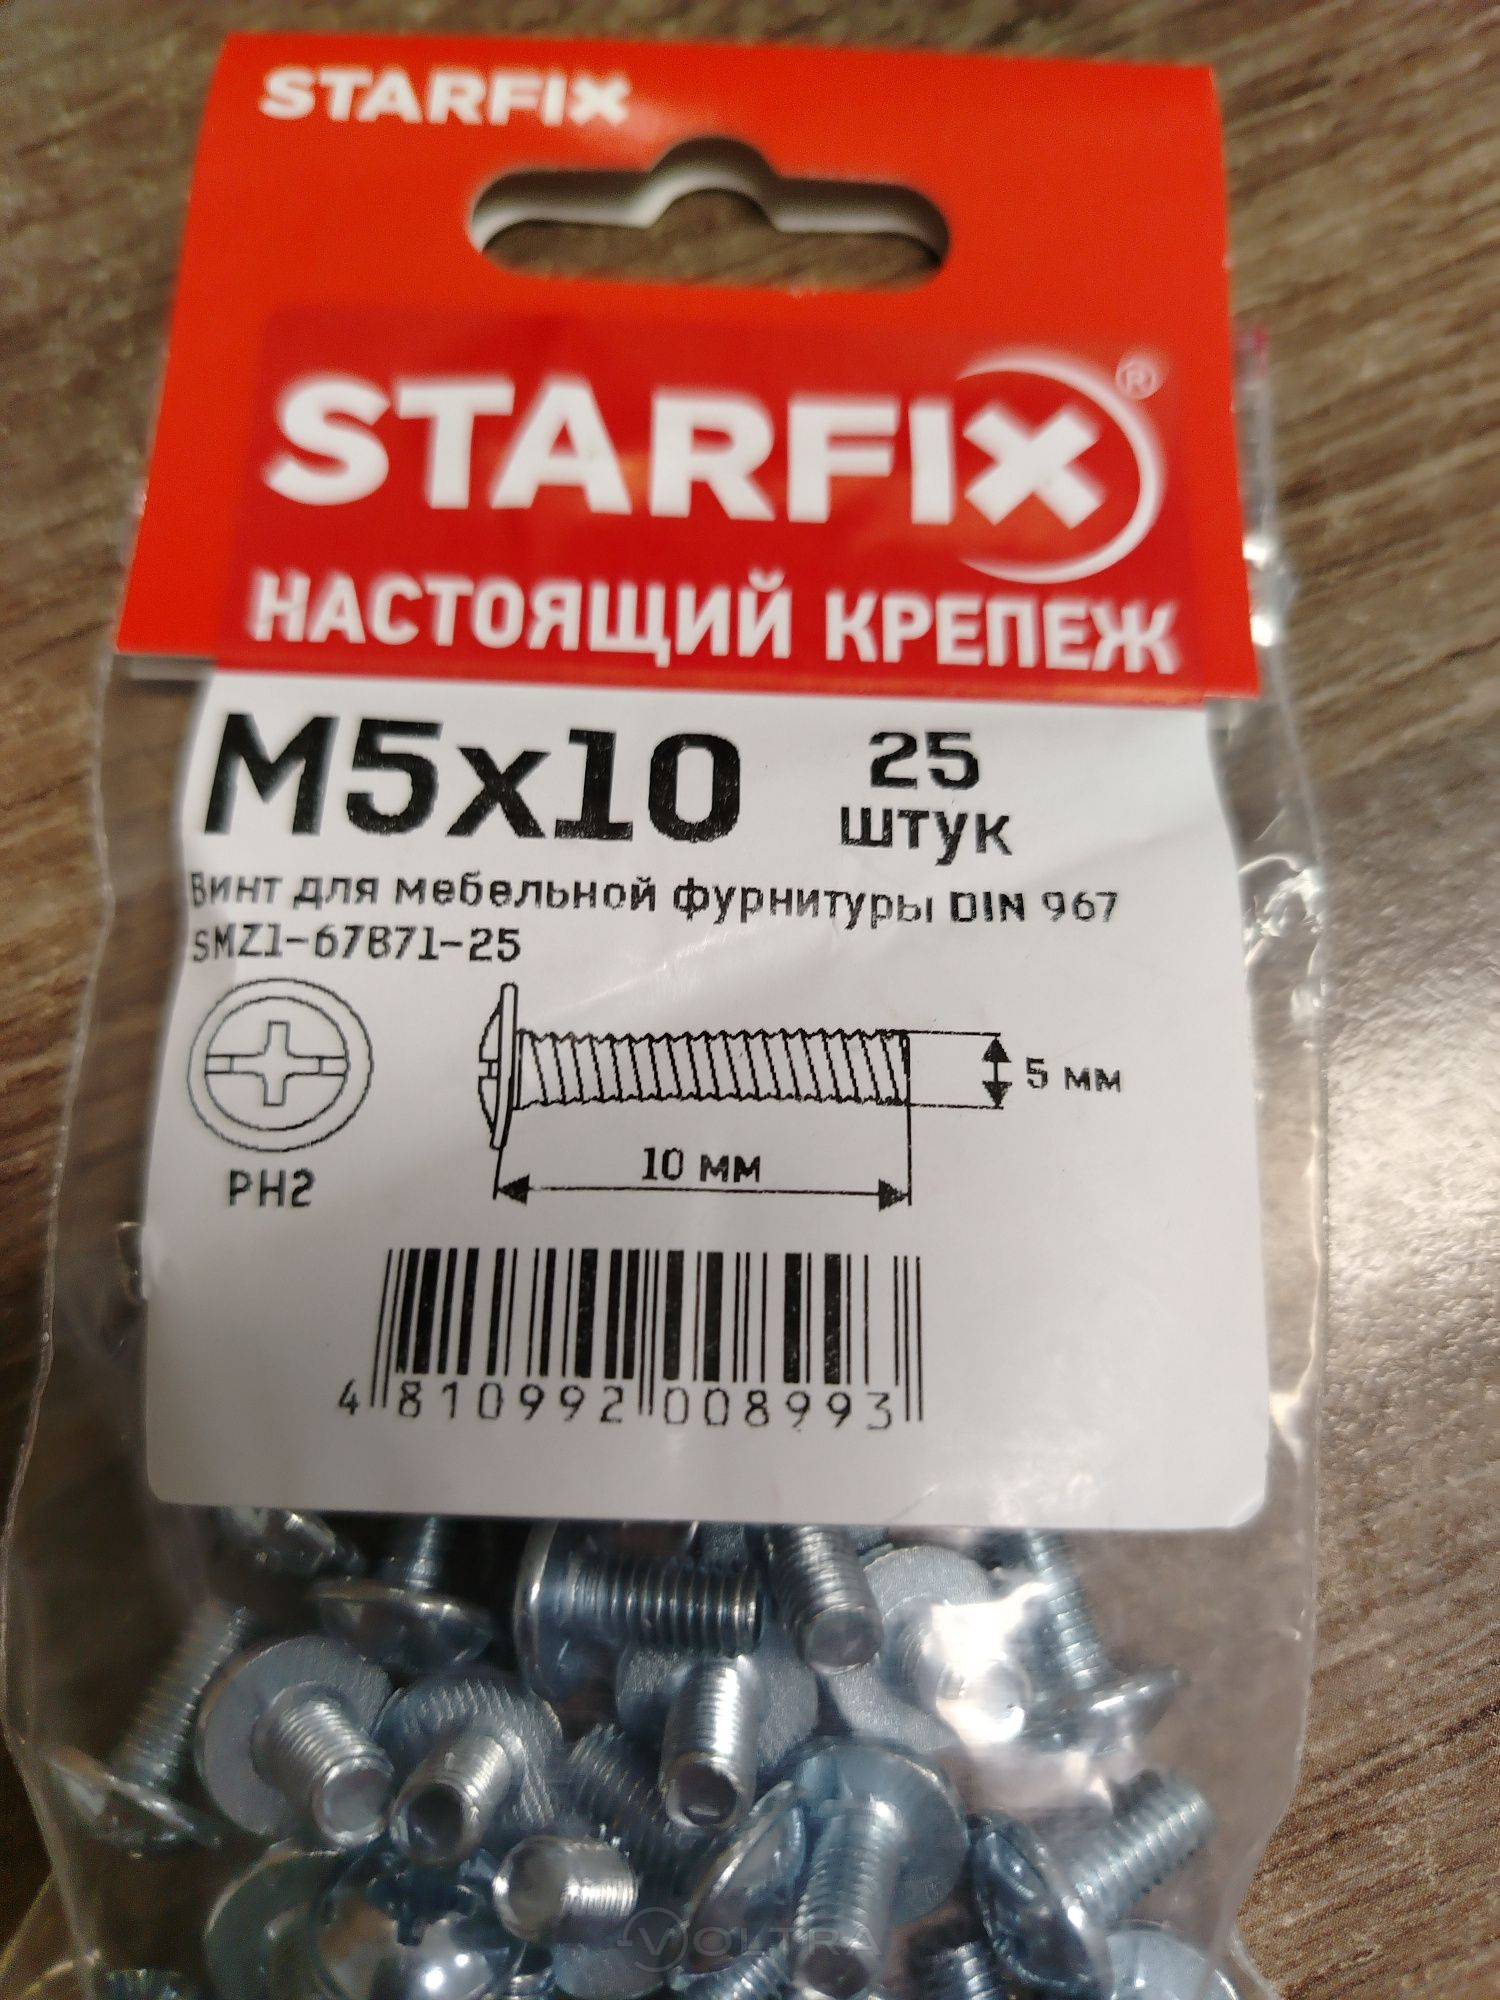 STARFIX
STARFIX®
НАСТОЯЩИЙ КРЕПЕЖ
M5x10
25
штук
Винт для мебельной фурнитуры DIN 967
SMZ1-67871-25
5 мм
10 мм
PH2
4 810992 008993
VOLTRA